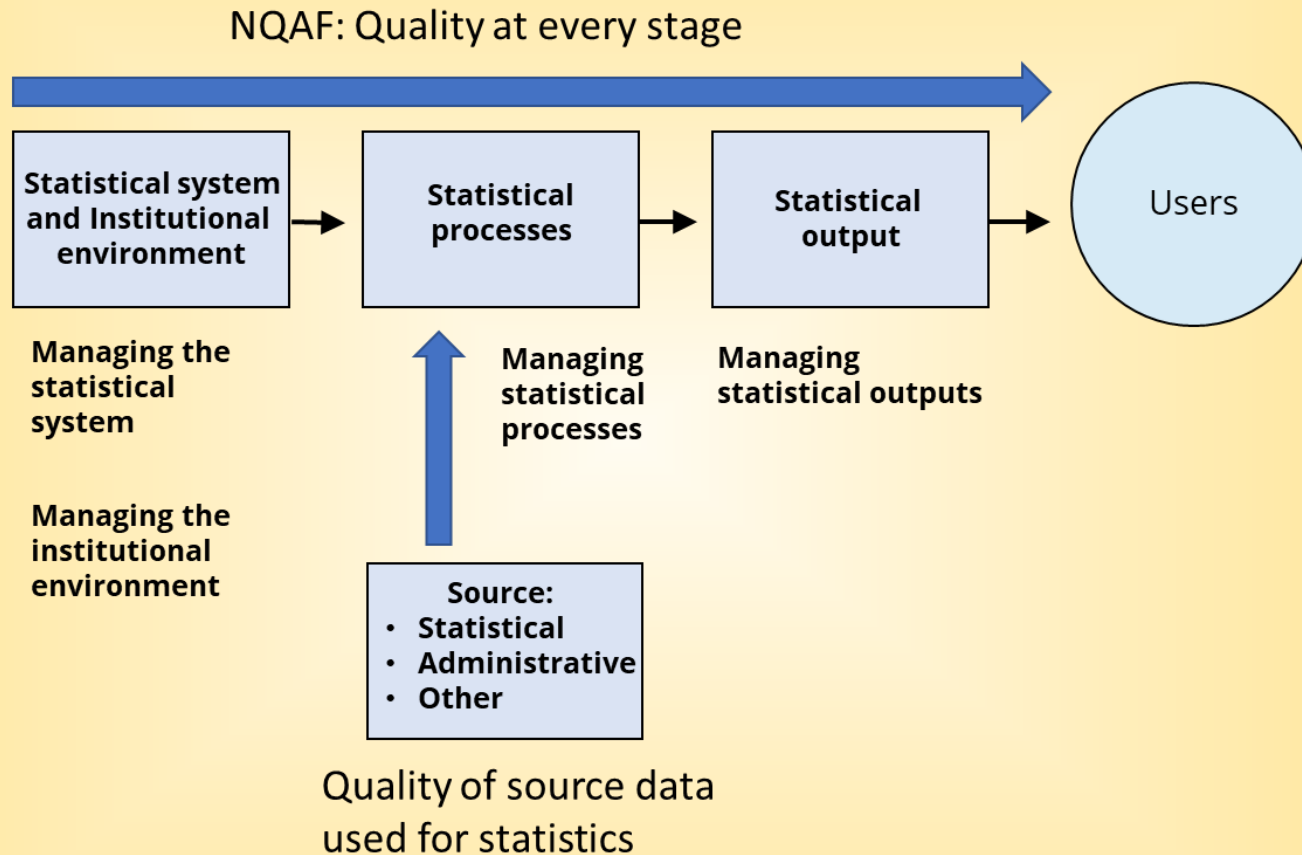 NQAF: Quality at every stage
Statistical system
and Institutional
environment
Statistical
processes
Statistical
output
Users
Managing the
statistical
system
Managing
statistical
processes
Managing
statistical outputs
Managing the
institutional
environment
Source:
• Statistical
• Administrative
• Other
Quality of source data
used for statistics